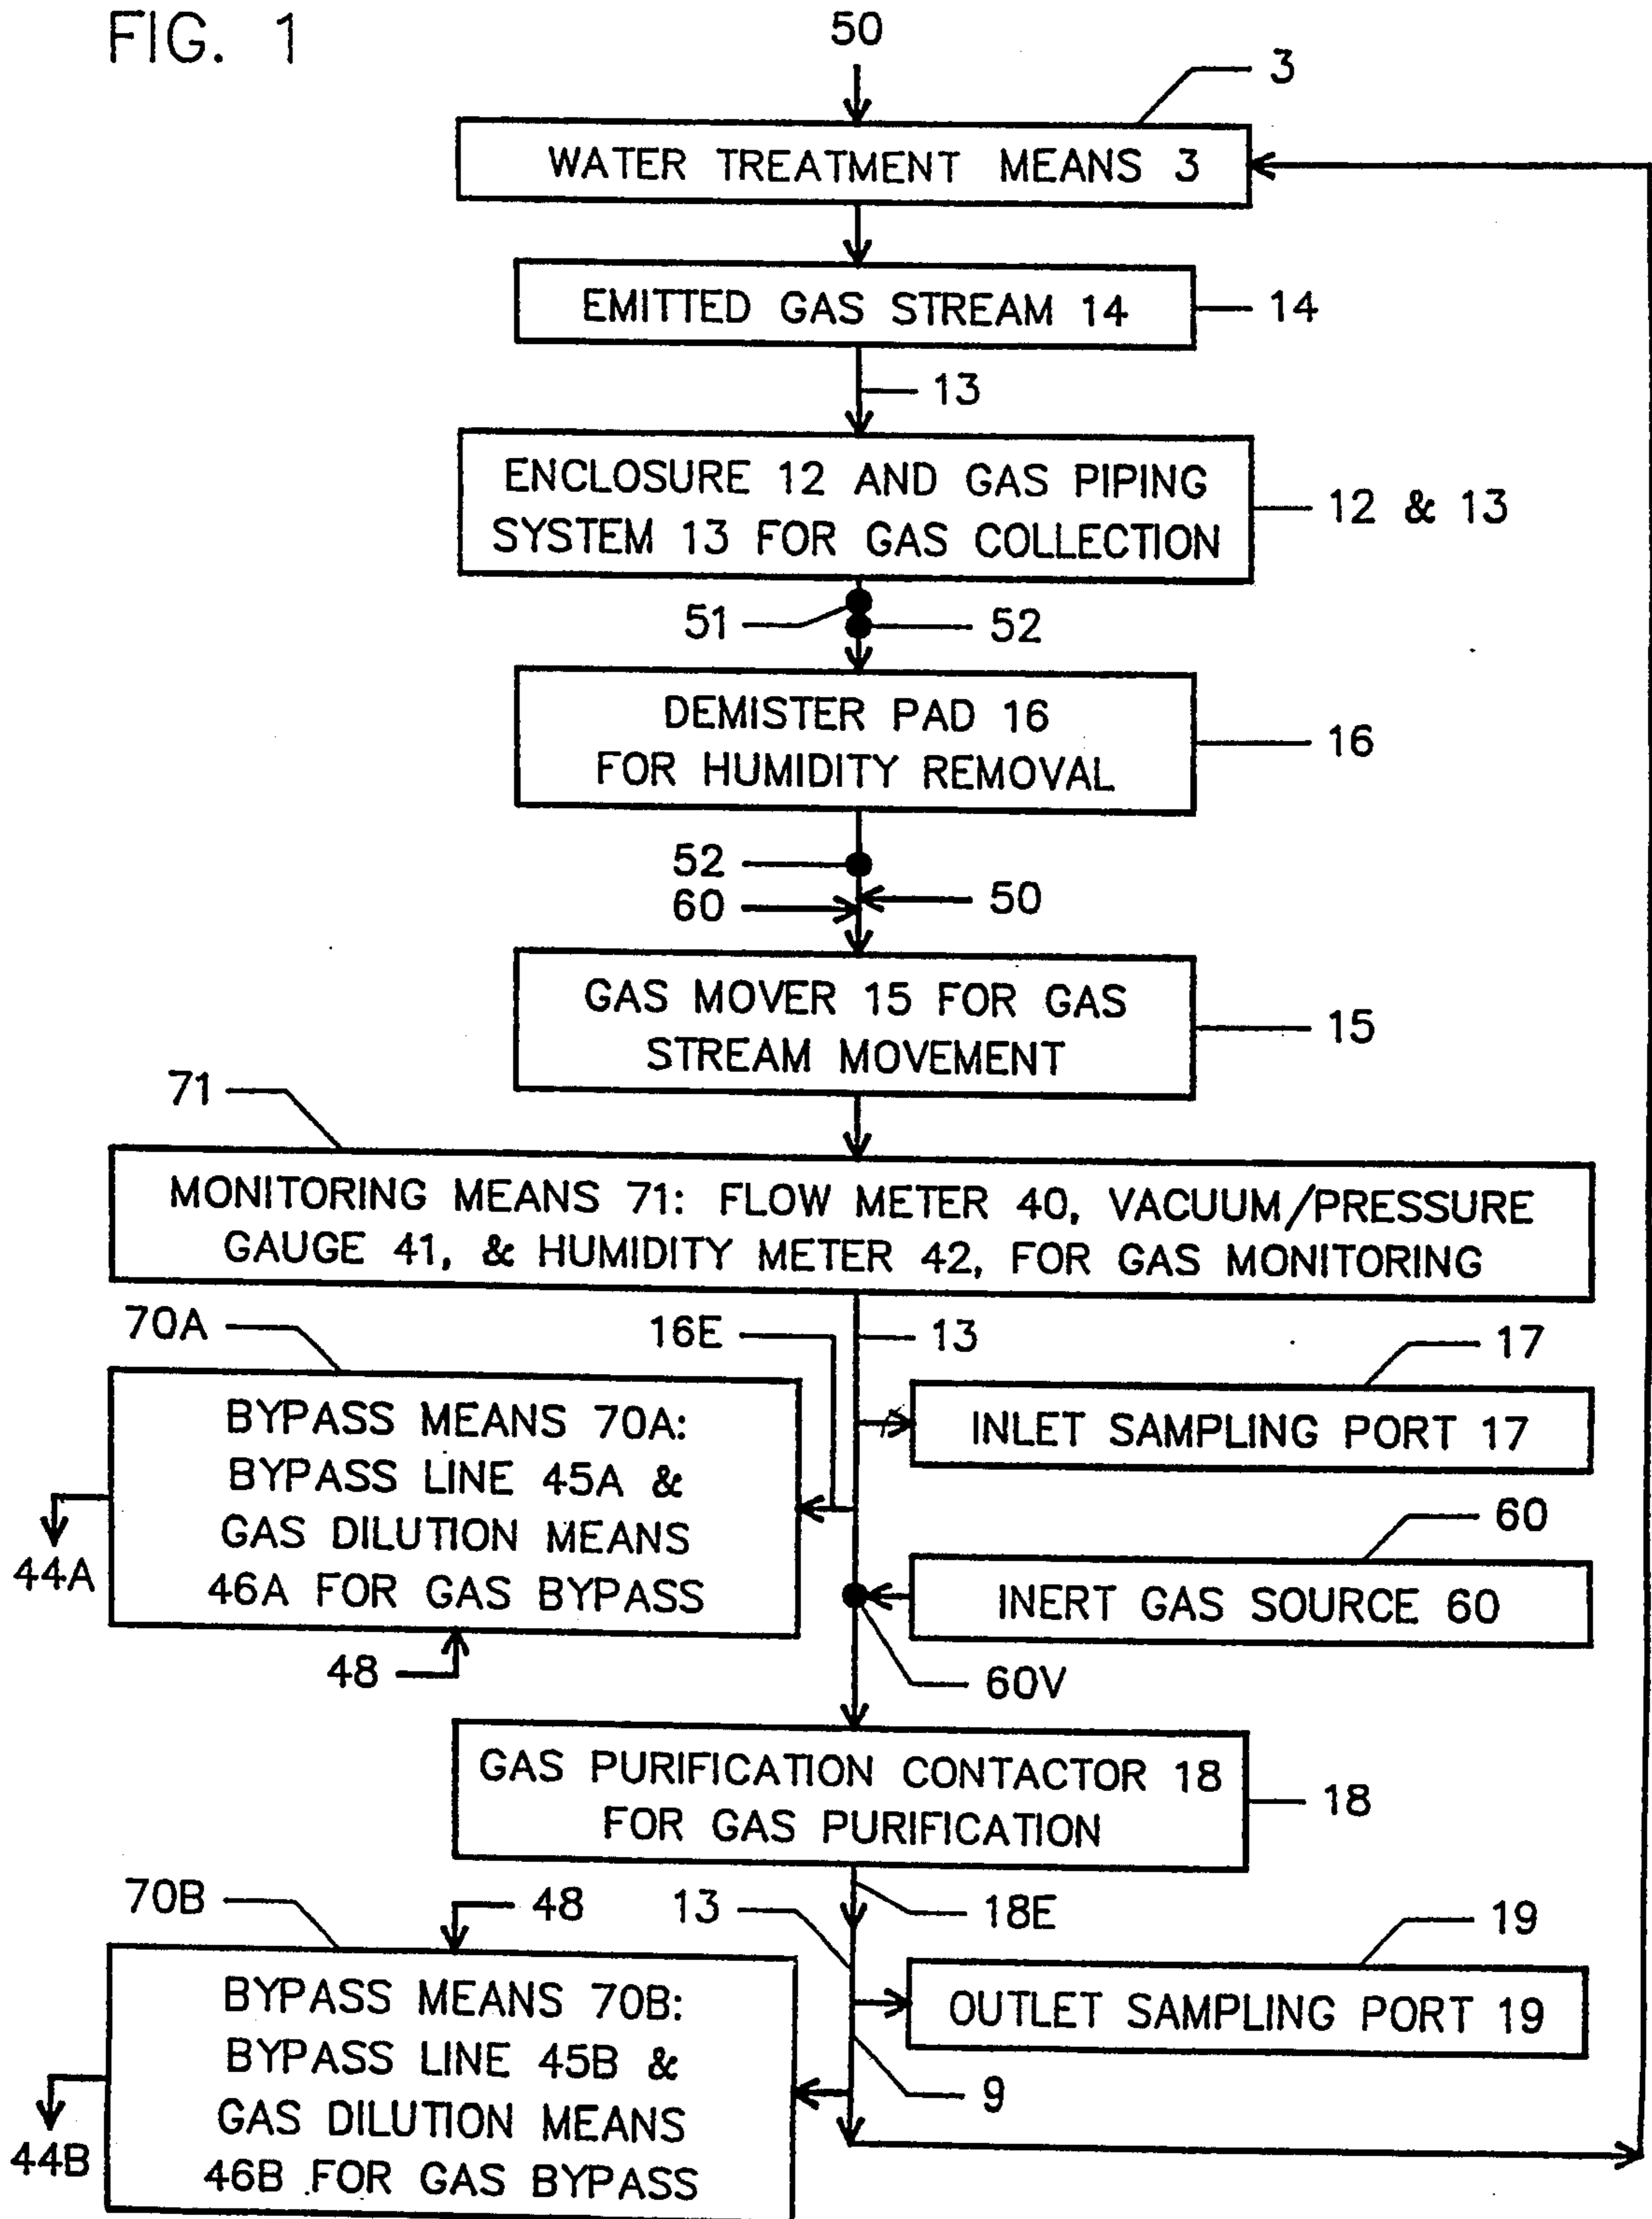 FIG. 1
50
3
WATER TREATMENT MEANS 3
EMITTED GAS STREAM 14
14
13
ENCLOSURE 12 AND GAS PIPING
SYSTEM 13 FOR GAS COLLECTION
12 & 13
51
52
DEMISTER PAD 16
FOR HUMIDITY REMOVAL
16
52
60
50
GAS MOVER 15 FOR GAS
STREAM MOVEMENT
15
71
MONITORING MEANS 71: FLOW METER 40, VACUUM/PRESSURE
GAUGE 41, & HUMIDITY METER 42, FOR GAS MONITORING
70A
16E
13
17
BYPASS MEANS 70A:
BYPASS LINE 45A &
GAS DILUTION MEANS
46A FOR GAS BYPASS
INLET SAMPLING PORT 17
44A
60
INERT GAS SOURCE 60
48
60V
GAS PURIFICATION CONTACTOR 18
FOR GAS PURIFICATION
18
70B
48
13
18E
19
BYPASS MEANS 70B:
BYPASS LINE 45B &
GAS DILUTION MEANS
46B FOR GAS BYPASS
OUTLET SAMPLING PORT 19
9
44B